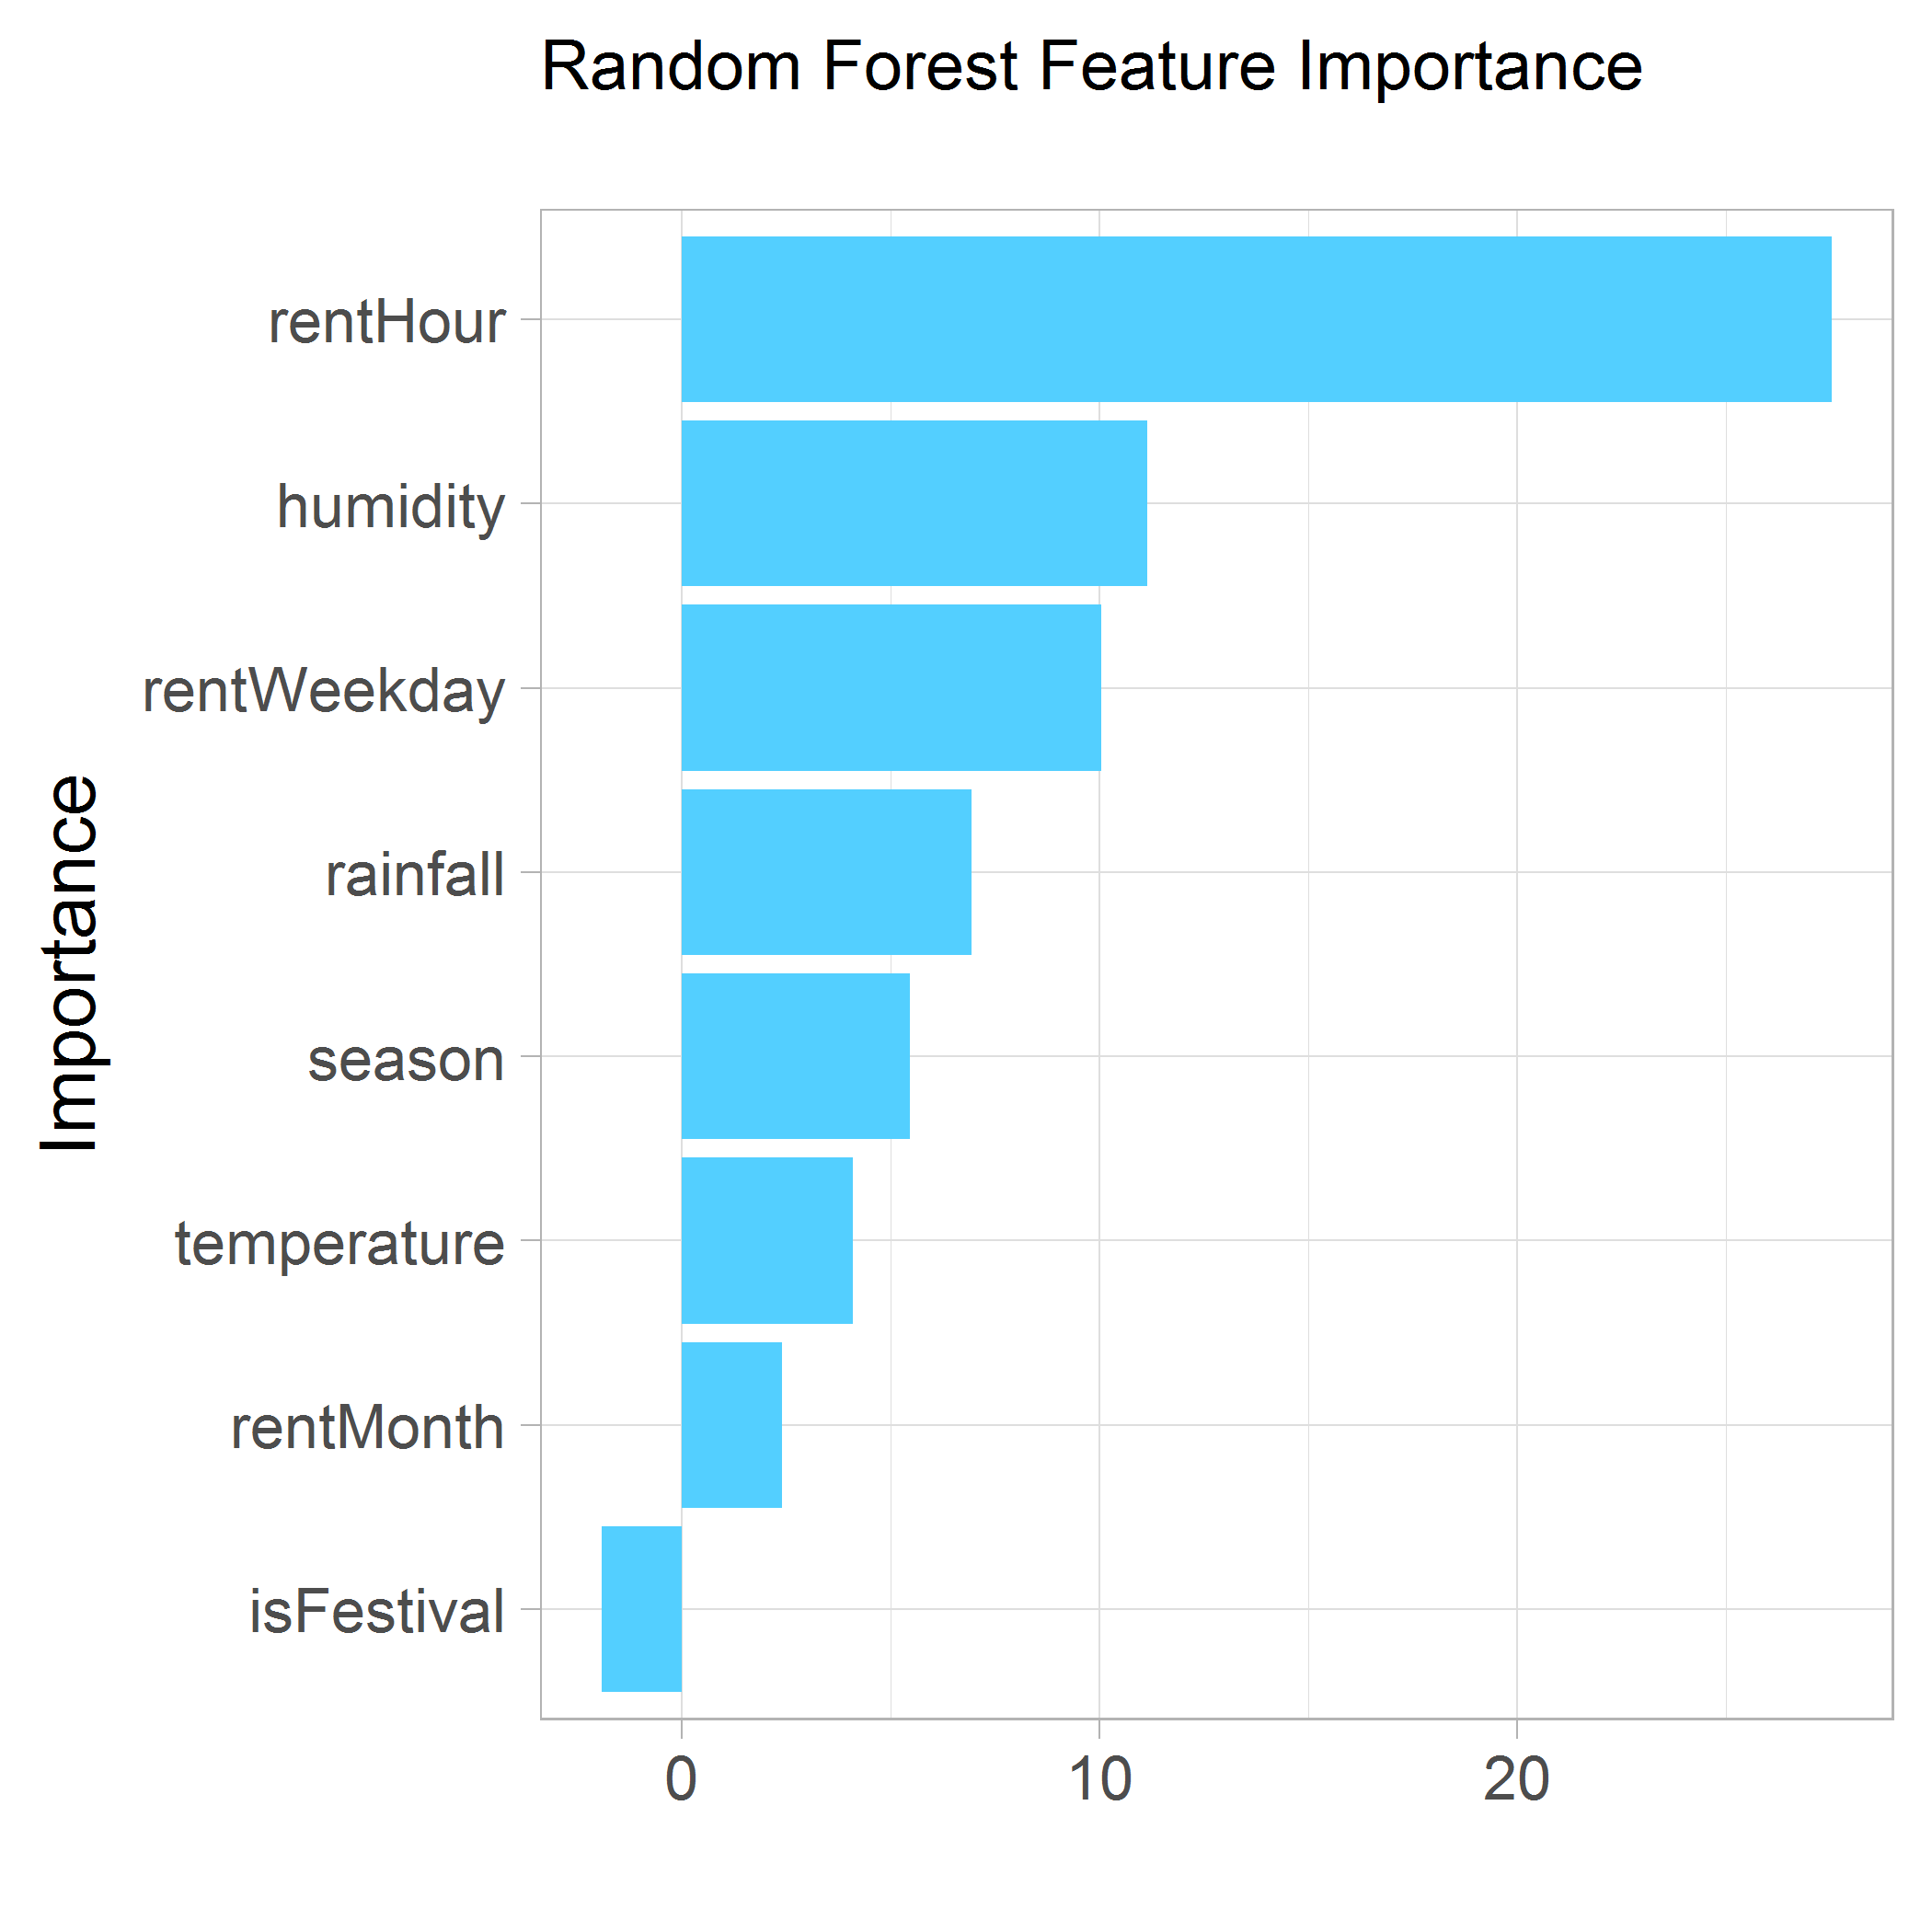 Random Forest Feature Importance
Importance
rentHour
humidity
rentWeekday
rainfall
season
temperature
rentMonth
isFestival
0 10 20